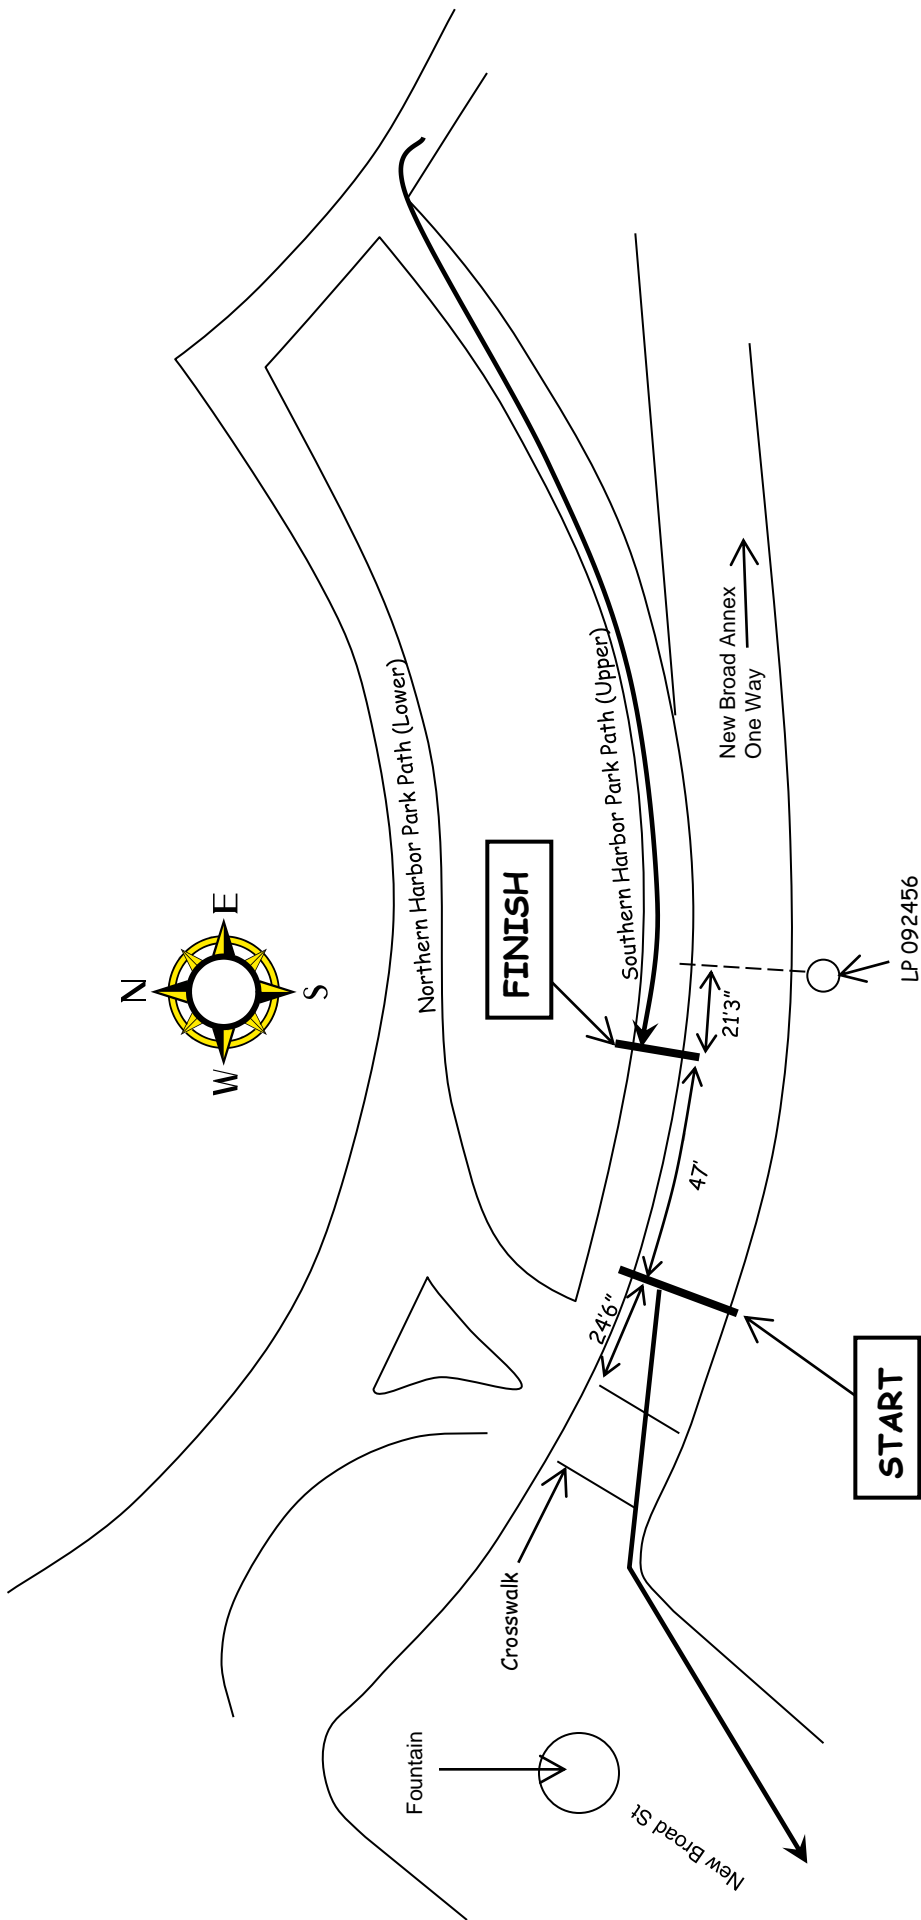 N
W
E
S
Northern Harbor Park Path (Lower)
Southern Harbor Park Path (Upper)
FINISH
New Broad Annex
One Way
LP 092456
21'3"
47'
24'6"
START
Crosswalk
Fountain
New Broad St